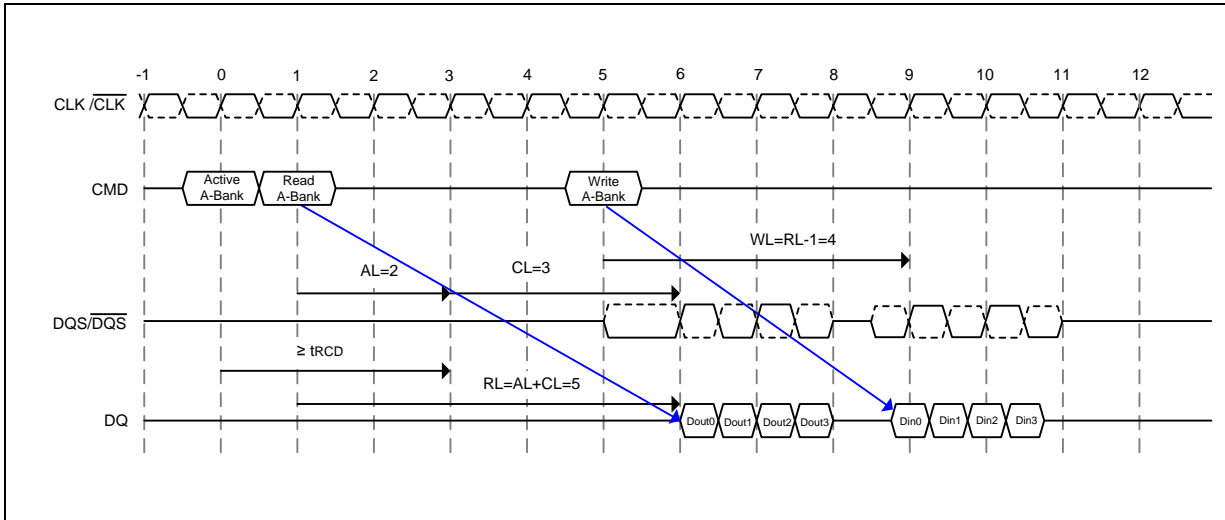 -1 0 1 2 3 4 5 6 7 8 9 10 11 12
CLK /CLK
Active Read Write
CMD
A-Bank A-Bank A-Bank
WL=RL-1=4
AL=2 CL=3
DQS/DQS
≥ tRCD
RL=AL+CL=5
DQ Dout0 Dout1 Dout2 Dout3 Din0 Din1 Din2 Din3